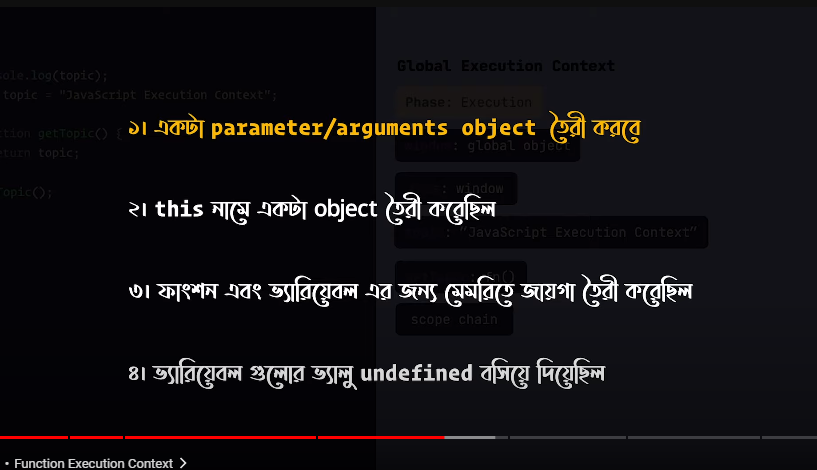 sole.log(topic);
topic = "JavaScript Execution Context";
ction getTopic() {
eturn topic;
Topic();
Global Execution Context
Phase: Execution
: global object
: window
: "JavaScript Execution Context"
()
scope chain
১। একটা parameter/arguments object তৈরী করবে
২। this নামে একটা object তৈরী করেছিল
৩। ফাংশন এবং ভ্যারিয়েবল এর জন্য মেমরিতে জায়গা তৈরী করেছিল
৪। ভ্যারিয়েবল গুলোর ভ্যালু undefined বসিয়ে দিয়েছিল
• Function Execution Context >